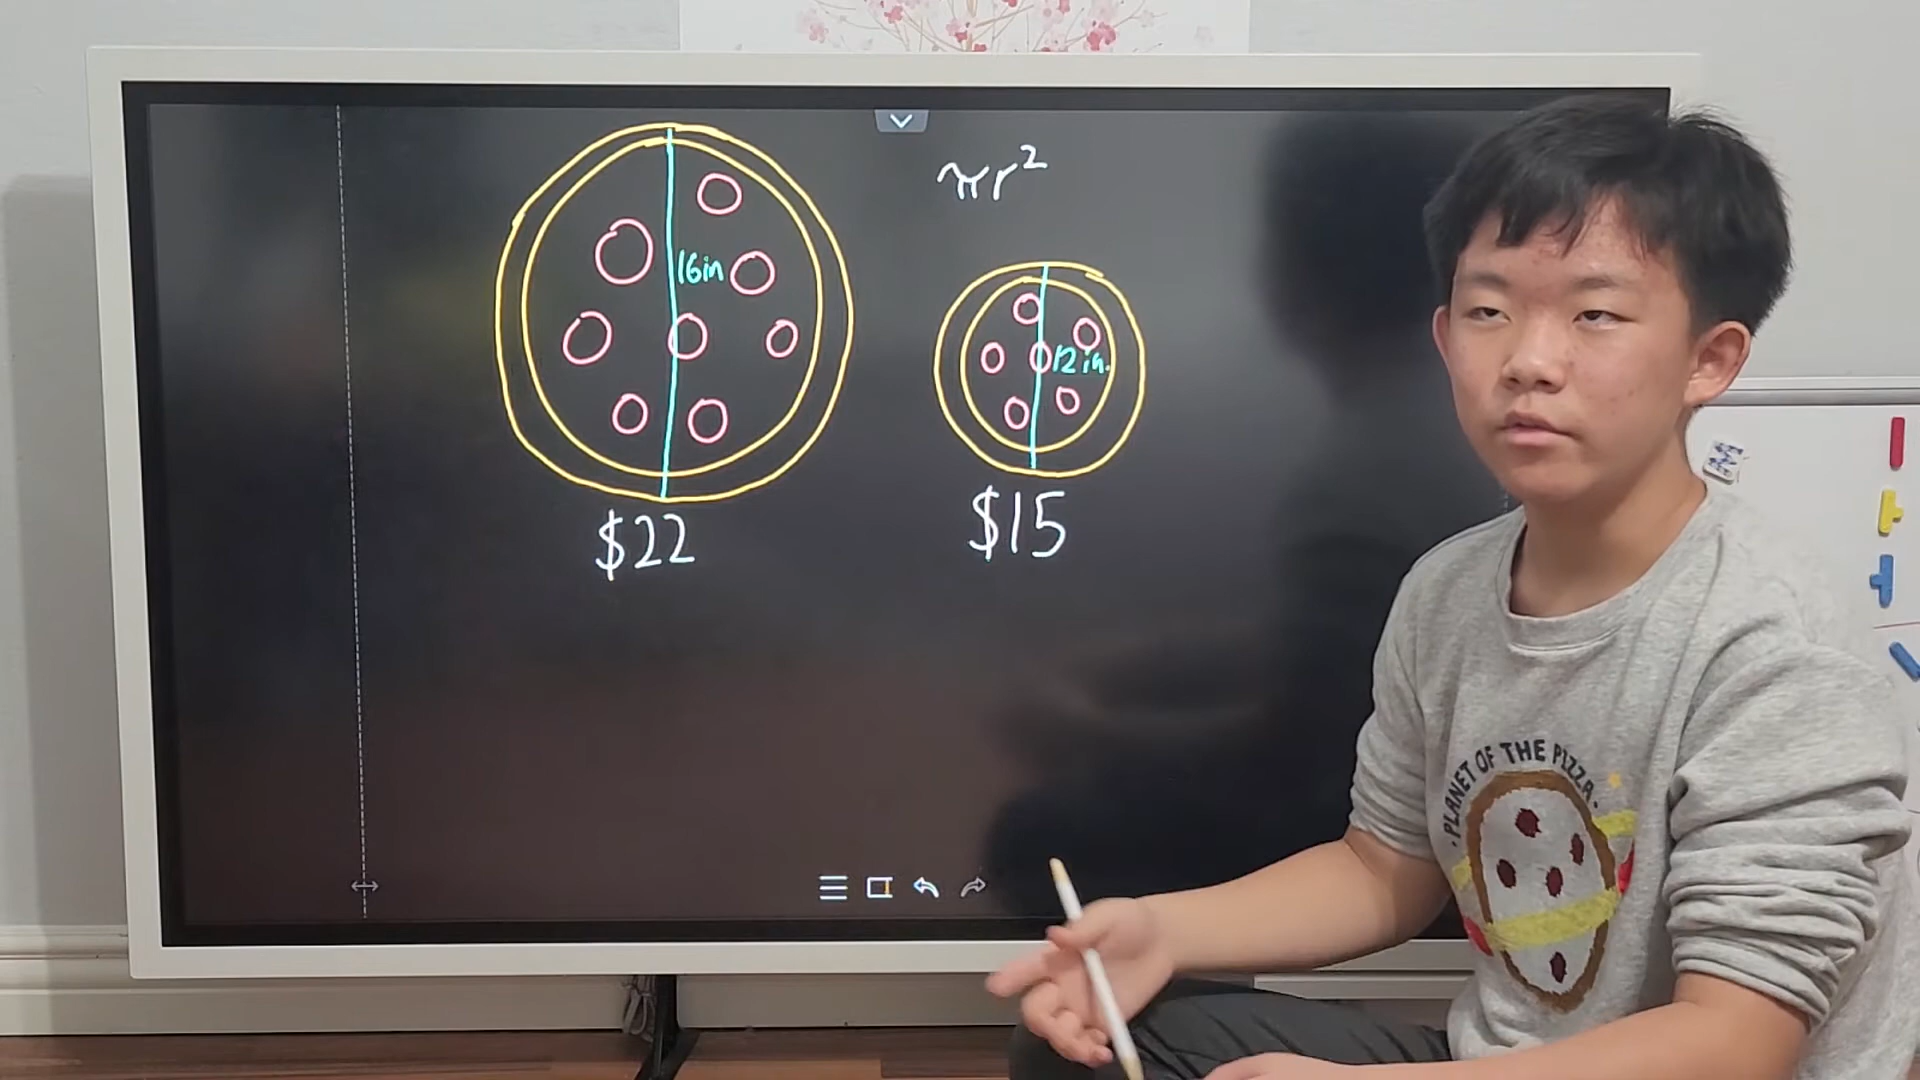 πr²
16in
12in.
$22
$15
·PLANET OF THE PIZZA·